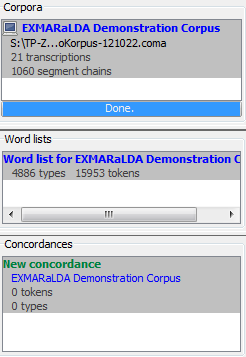 Corpora
EXMARaLDA Demonstration Corpus
S:\TP-Z...oKorpus-121022.coma
21 transcriptions
1060 segment chains
Done.
Word lists
Word list for EXMARaLDA Demonstration C
4886 types 15953 tokens
Concordances
New concordance
EXMARaLDA Demonstration Corpus
0 tokens
0 types